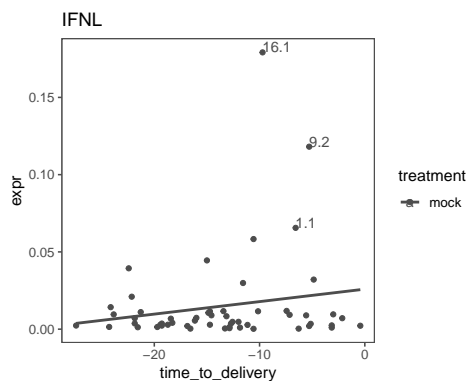 IFNL
16.1
0.15
9.2
0.10
treatment
expr
a mock
1.1
0.05
0.00
−20
−10
0
time_to_delivery